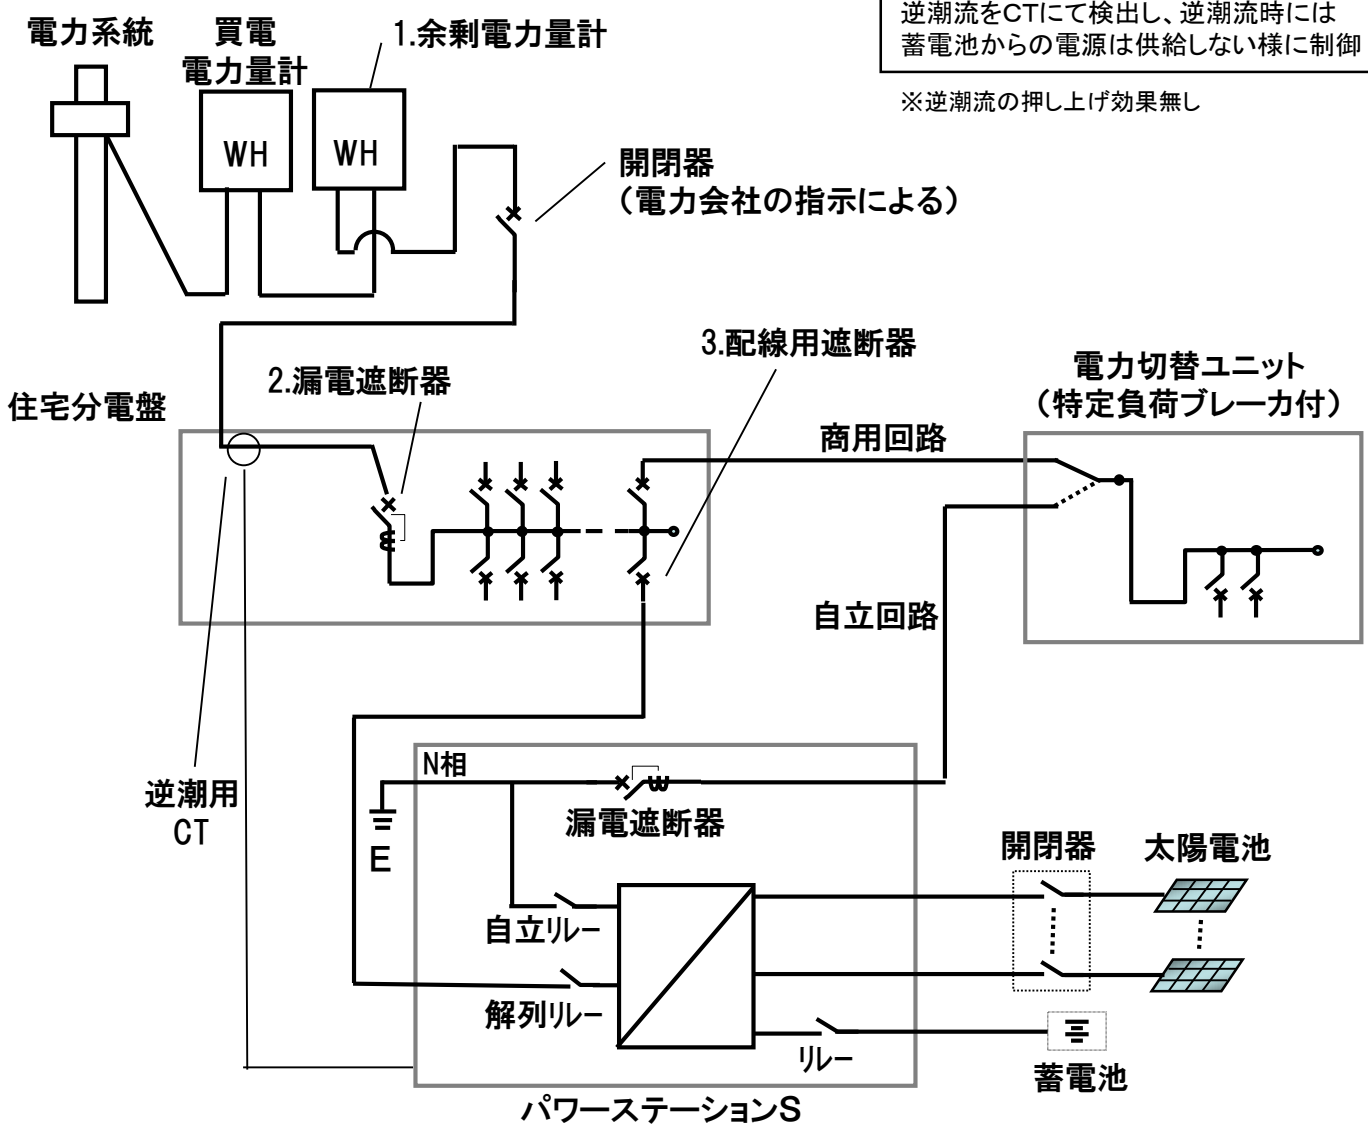 逆潮流をCTにて検出し、逆潮流時には
蓄電池からの電源は供給しない様に制御
※逆潮流の押し上げ効果無し
電力系統
買電
電力量計
1.余剰電力量計
WH
WH
開閉器
（電力会社の指示による）
住宅分電盤
2.漏電遮断器
3.配線用遮断器
電力切替ユニット
（特定負荷ブレーカ付）
商用回路
自立回路
逆潮用
CT
N相
E
漏電遮断器
自立リレー
解列リレー
リレー
開閉器
太陽電池
蓄電池
パワーステーションS